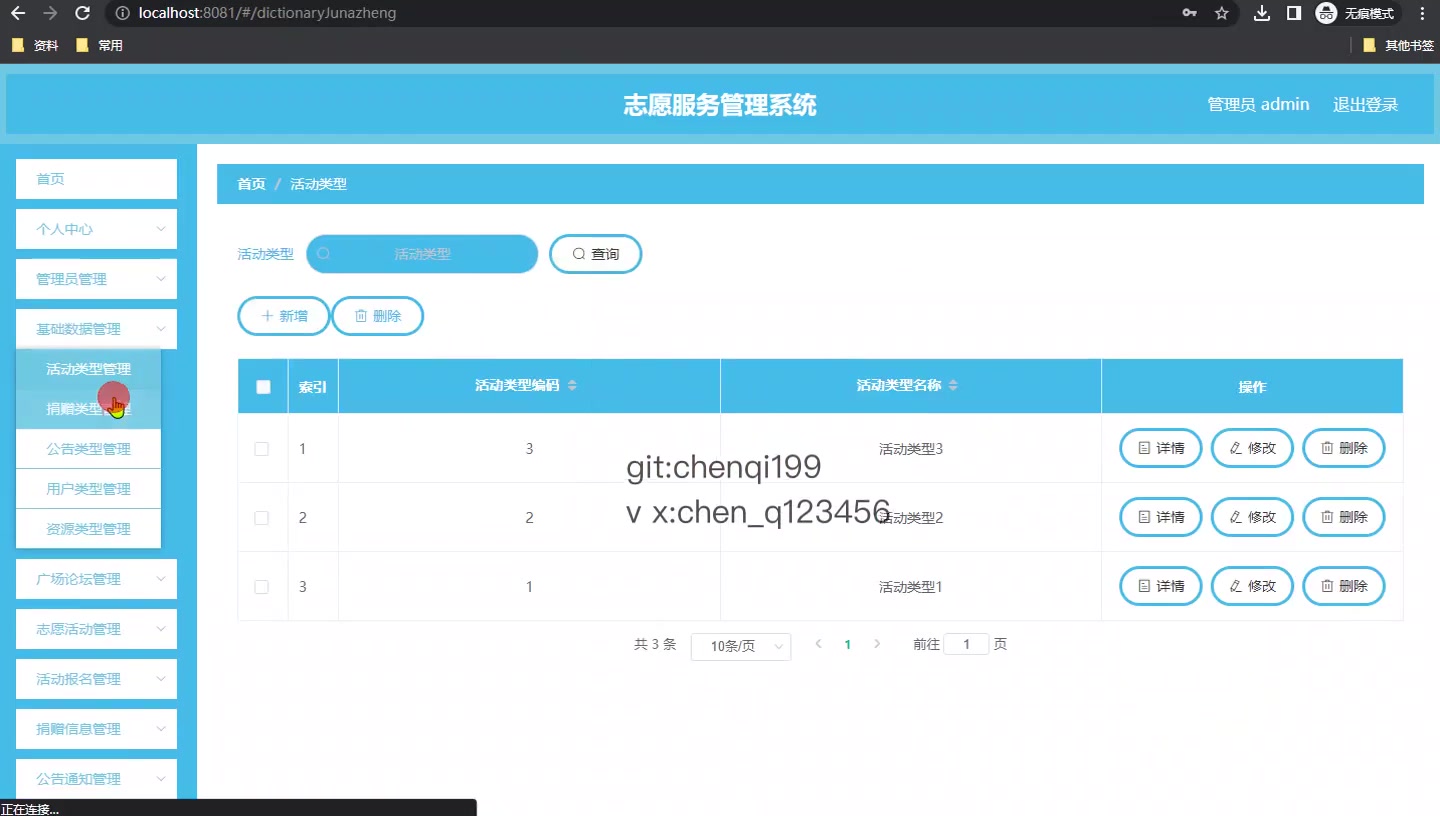 localhost:8081/#/dictionaryJunazheng
无痕模式
资料
常用
其他书签
志愿服务管理系统
管理员 admin
退出登录
首页
个人中心
管理员管理
基础数据管理
活动类型管理
捐赠类型管理
公告类型管理
用户类型管理
资源类型管理
广场论坛管理
志愿活动管理
活动报名管理
捐赠信息管理
公告通知管理
首页 / 活动类型
活动类型
活动类型
查询
新增
删除
索引 活动类型编码 活动类型名称 操作
1 3 活动类型3 详情 修改 删除
git:chenqi199
v x:chen_q123456
2 2 活动类型2 详情 修改 删除
3 1 活动类型1 详情 修改 删除
共 3 条 10条/页 1 前往 1 页
正在连接...